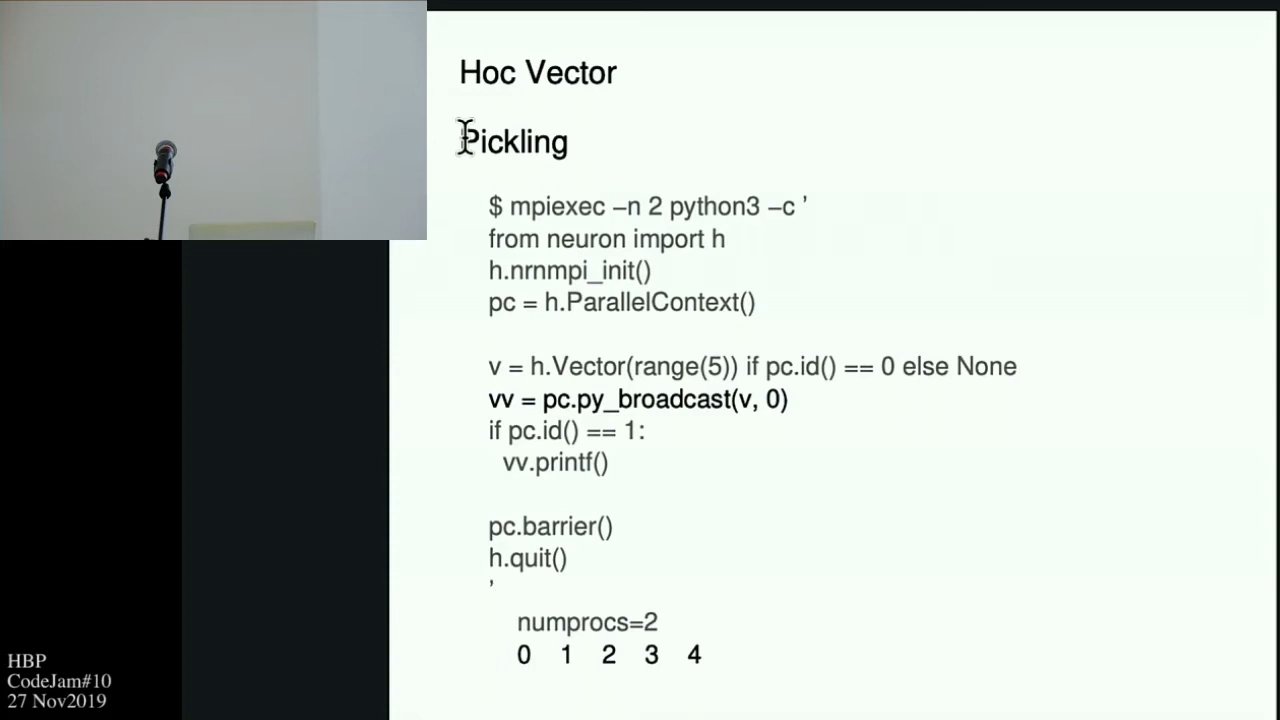 Hoc Vector
Pickling
$ mpiexec –n 2 python3 –c ’
from neuron import h
h.nrnmpi_init()
pc = h.ParallelContext()
v = h.Vector(range(5)) if pc.id() == 0 else None
vv = pc.py_broadcast(v, 0)
if pc.id() == 1:
vv.printf()
pc.barrier()
h.quit()
’
numprocs=2
0 1 2 3 4
HBP
CodeJam#10
27 Nov2019